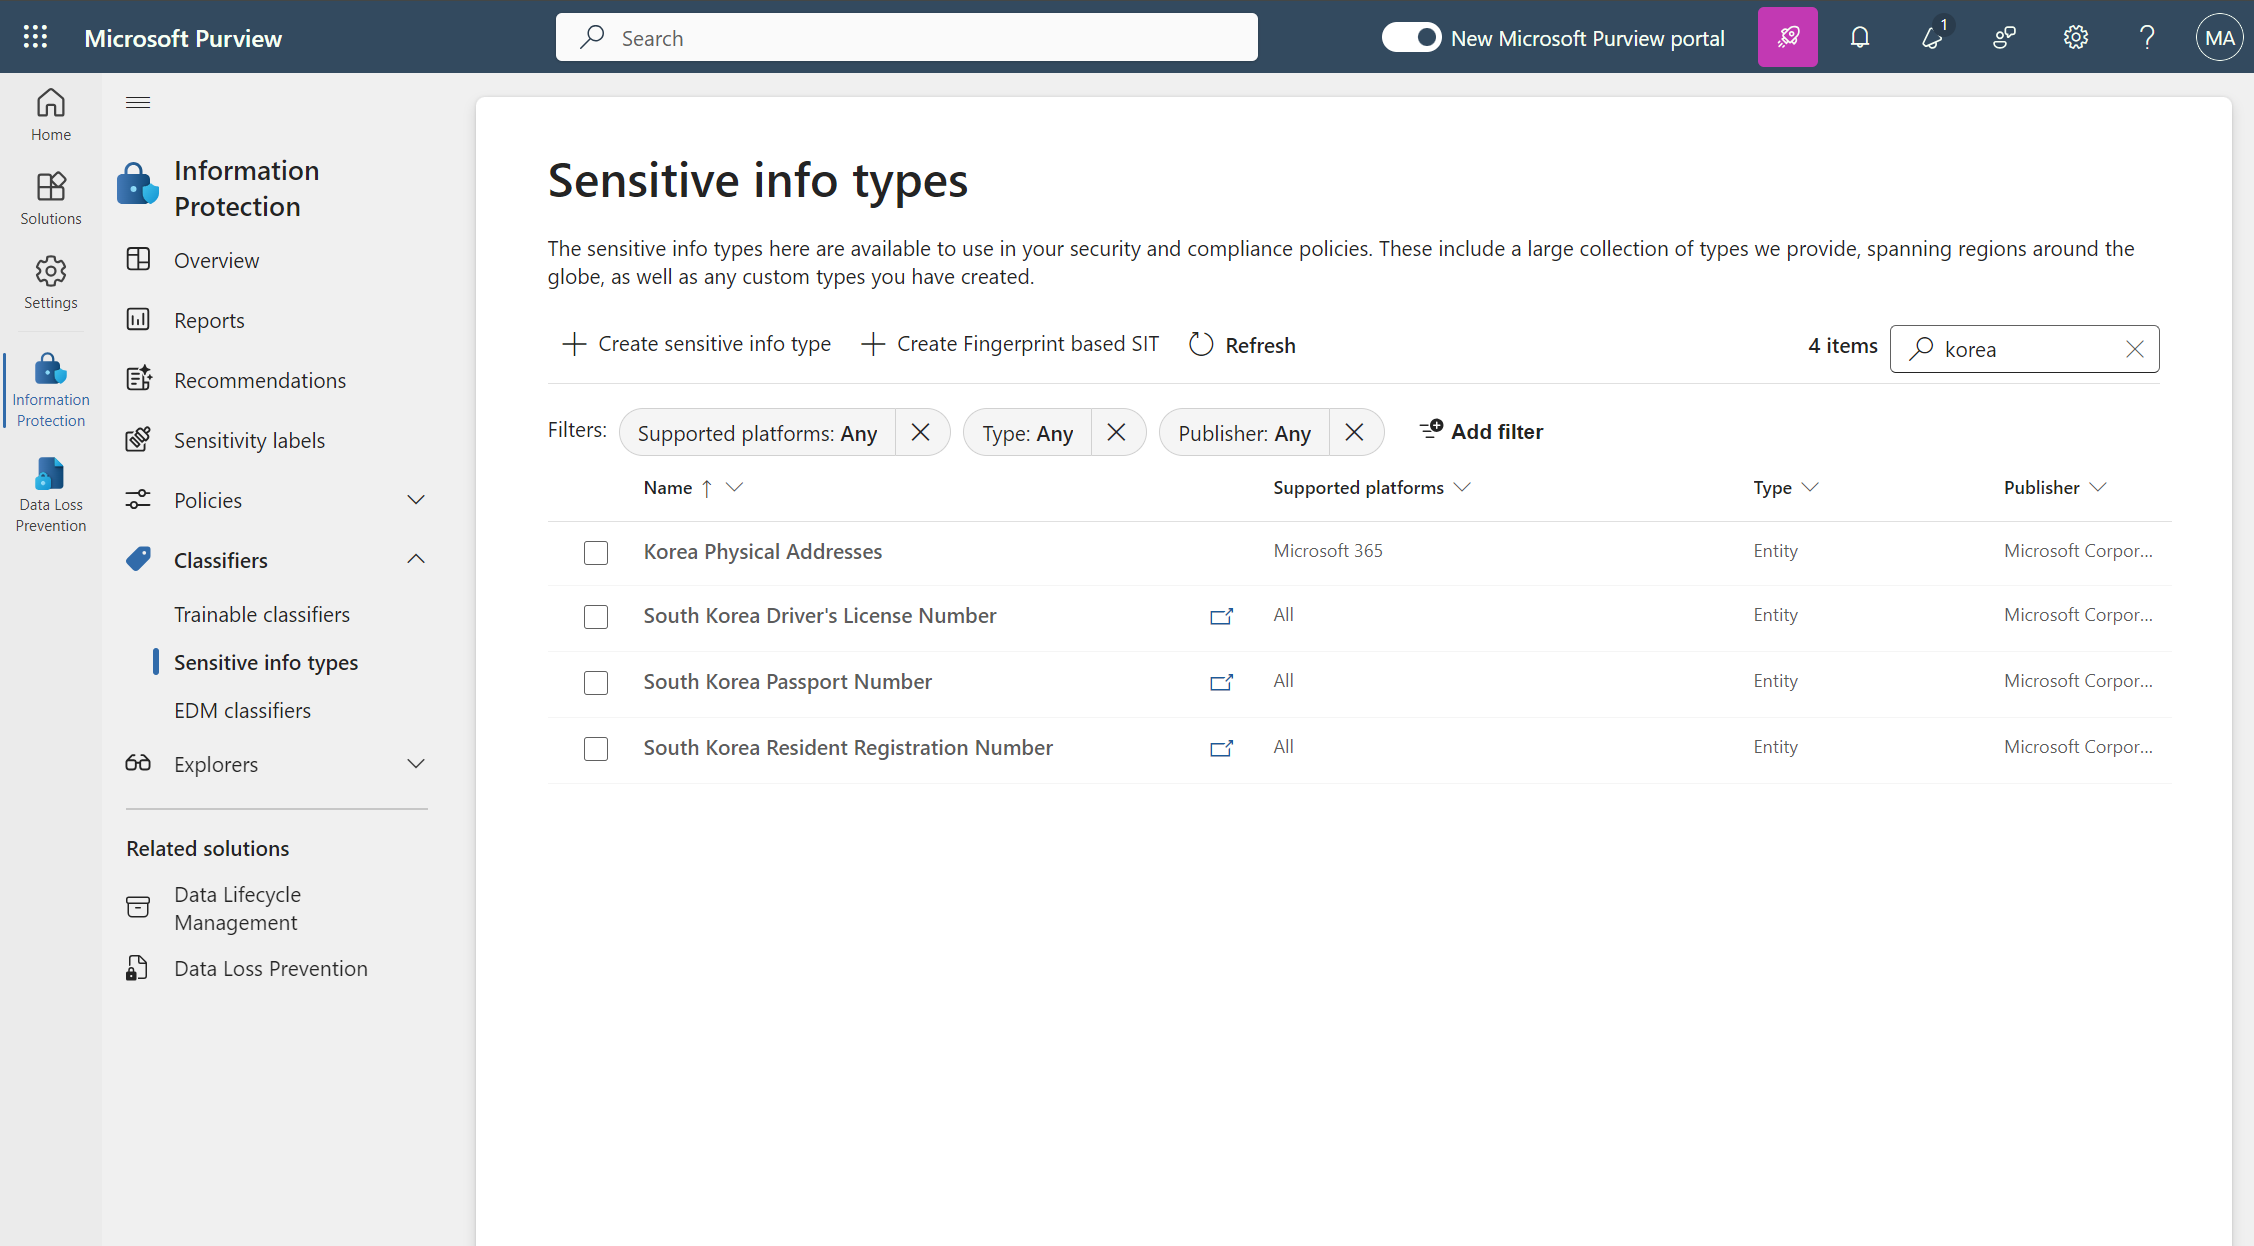 Microsoft Purview
Search
New Microsoft Purview portal
1
MA
Home
Solutions
Settings
Information
Protection
Data Loss
Prevention
Information
Protection
Overview
Reports
Recommendations
Sensitivity labels
Policies
Classifiers
Trainable classifiers
Sensitive info types
EDM classifiers
Explorers
Related solutions
Data Lifecycle
Management
Data Loss Prevention
Sensitive info types
The sensitive info types here are available to use in your security and compliance policies. These include a large collection of types we provide, spanning regions around the
globe, as well as any custom types you have created.
Create sensitive info type Create Fingerprint based SIT Refresh 4 items korea
Filters: Supported platforms: Any Type: Any Publisher: Any Add filter
Name Supported platforms Type Publisher
Korea Physical Addresses Microsoft 365 Entity Microsoft Corpor...
South Korea Driver's License Number All Entity Microsoft Corpor...
South Korea Passport Number All Entity Microsoft Corpor...
South Korea Resident Registration Number All Entity Microsoft Corpor...